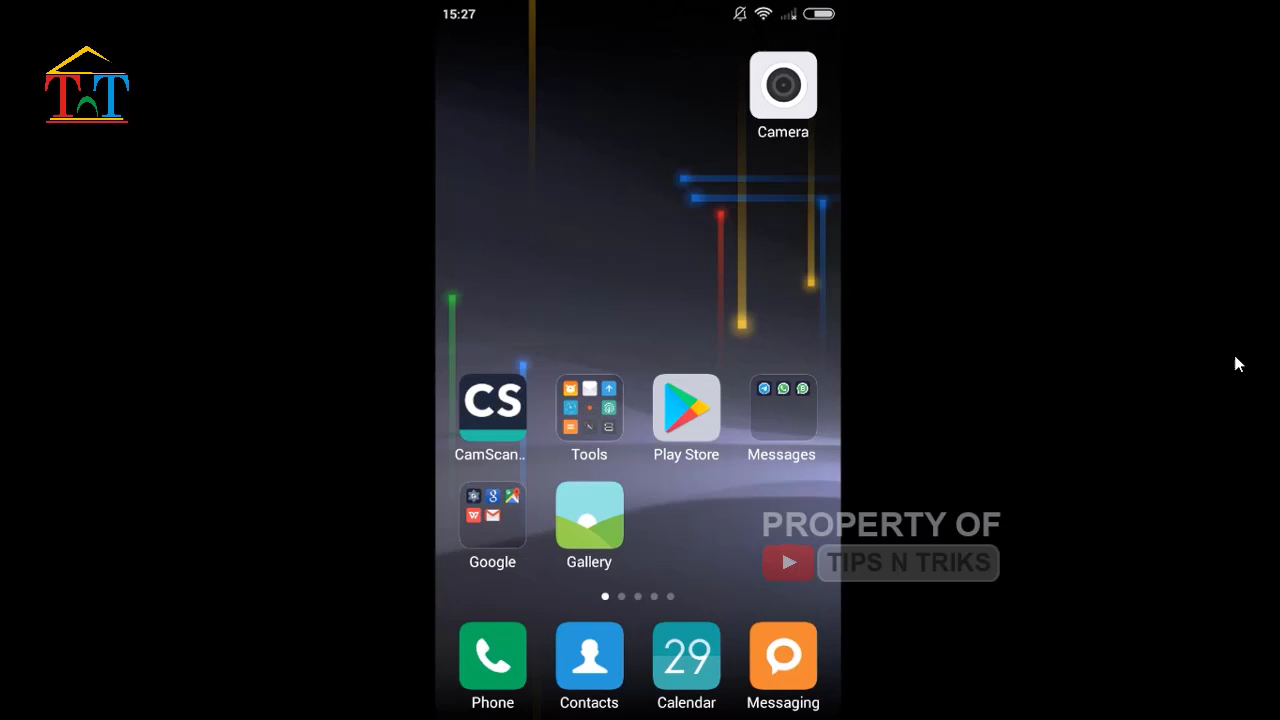 15:27
TNT
Camera
CS
CamScan..
Tools
Play Store
Messages
Google
Gallery
PROPERTY OF
TIPS N TRIKS
29
Phone
Contacts
Calendar
Messaging